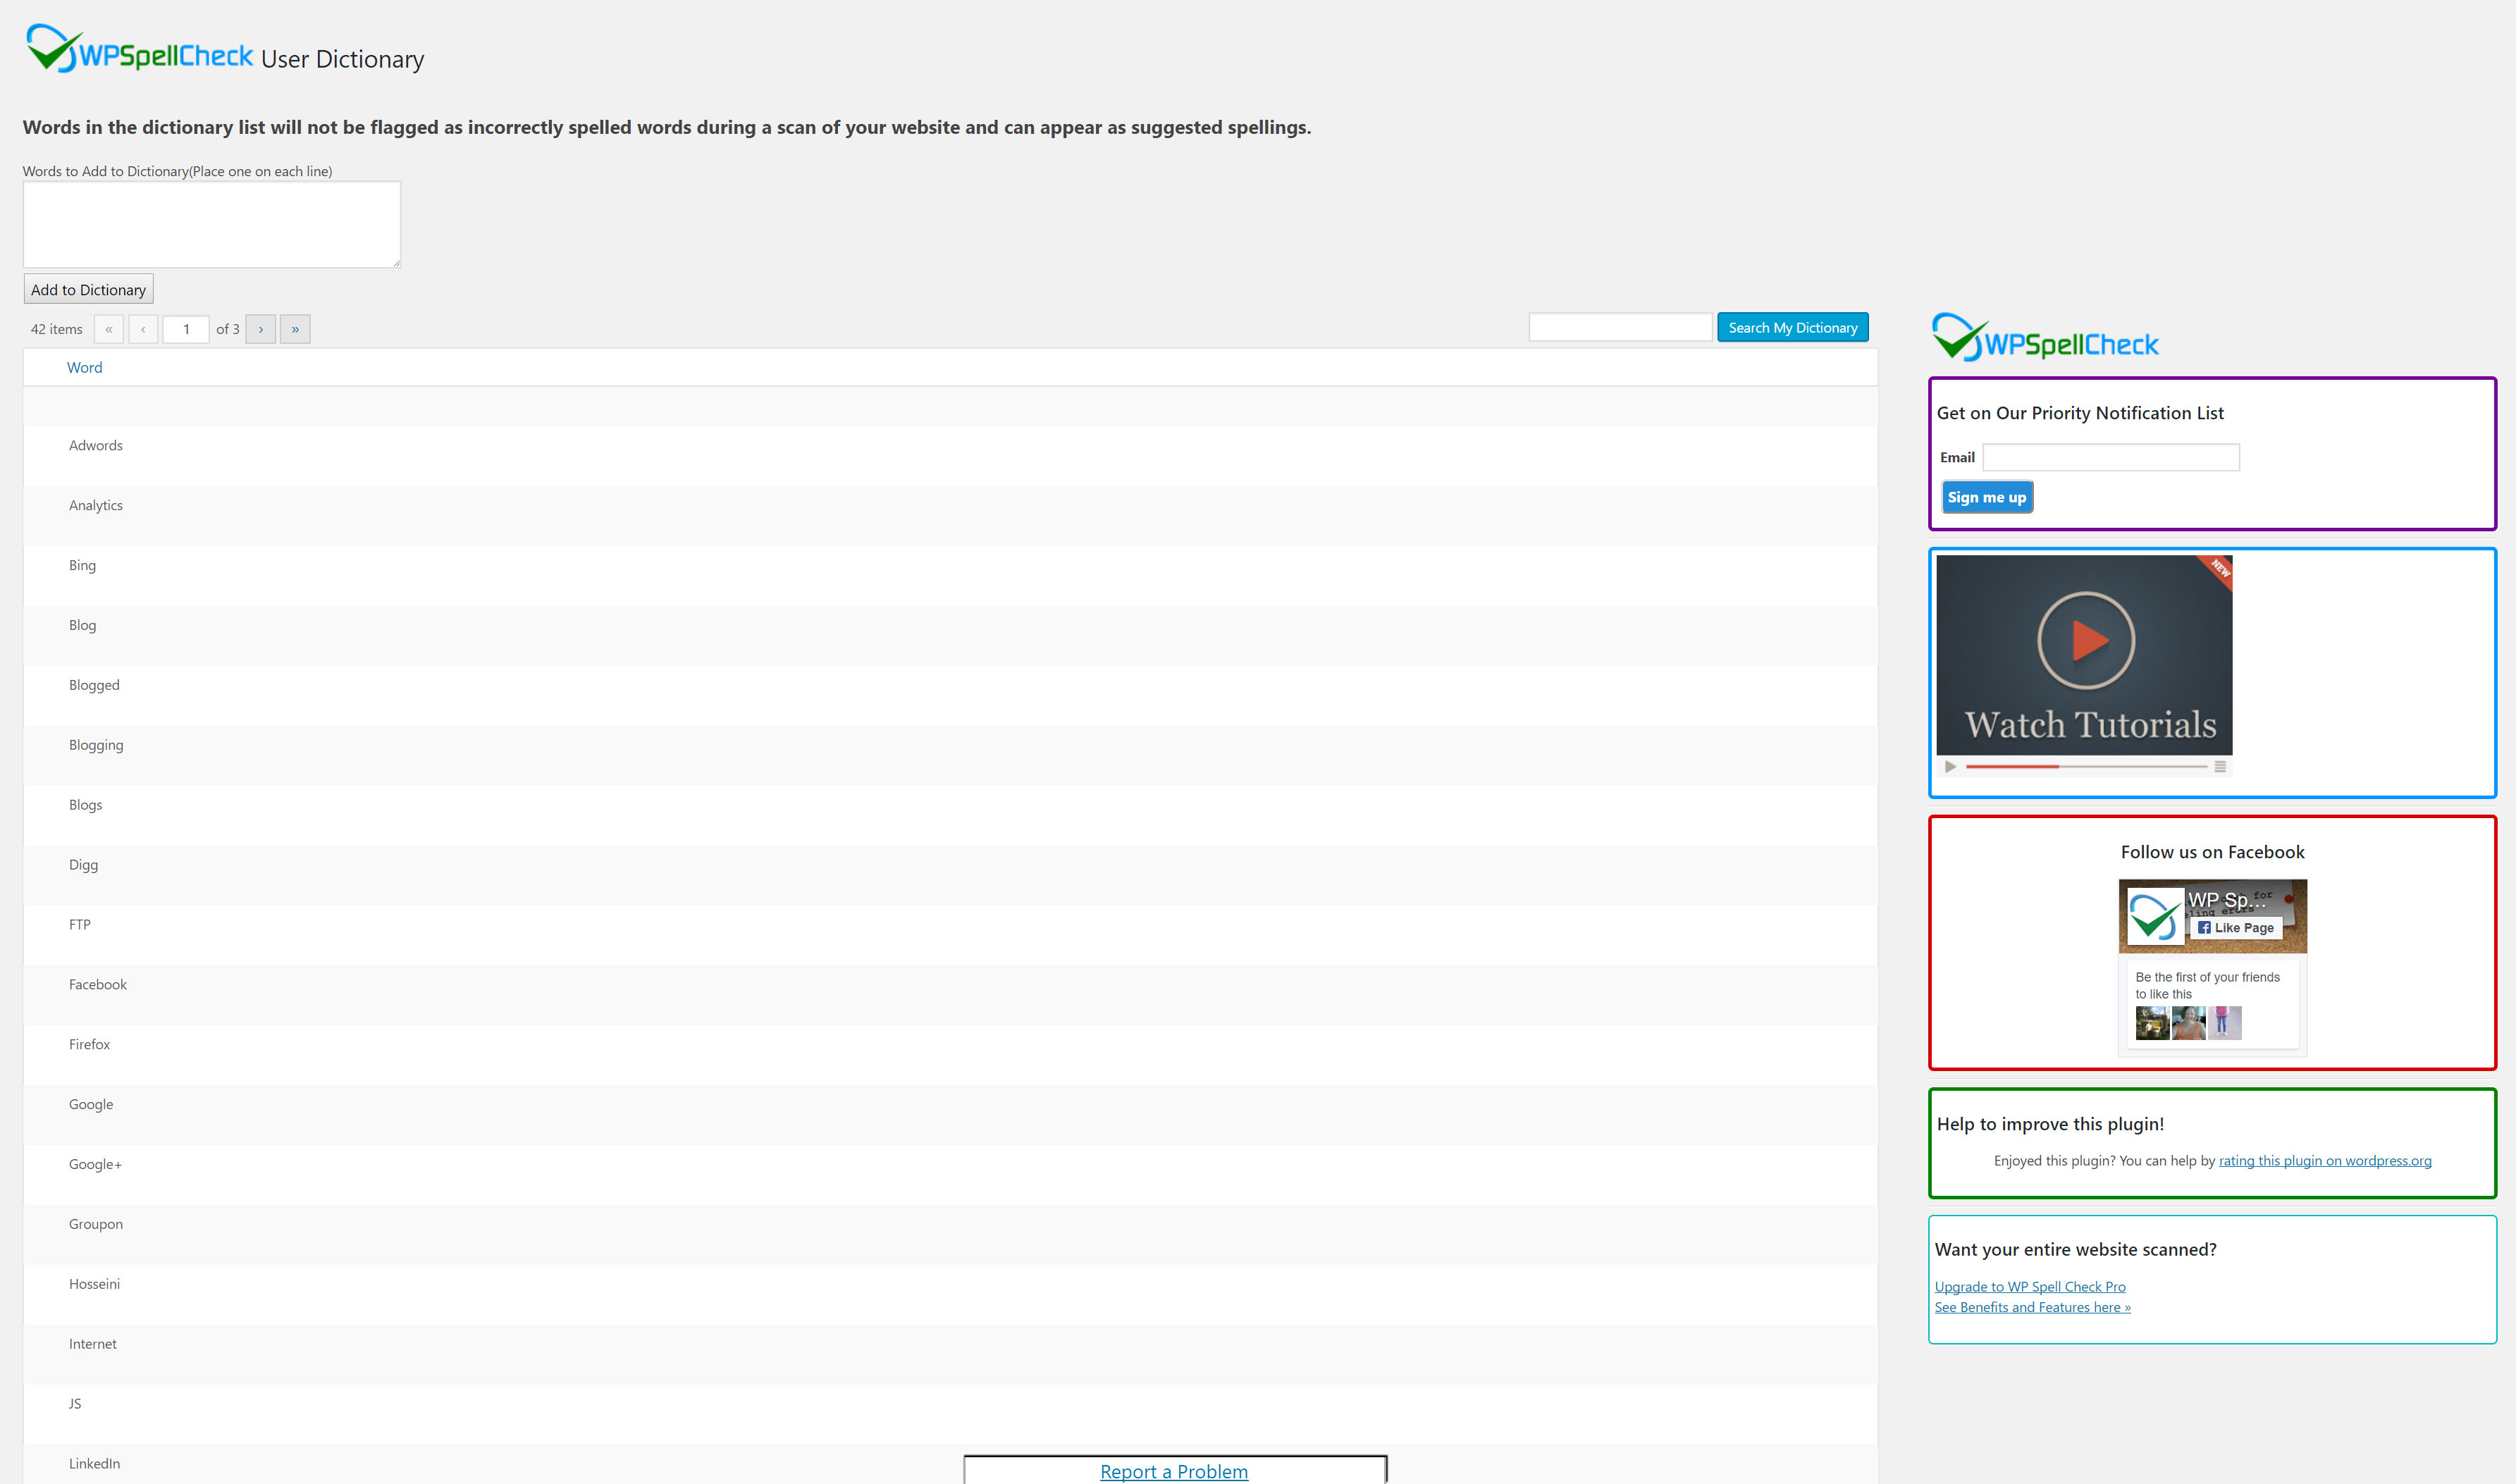 WPSpellCheck User Dictionary
Words in the dictionary list will not be flagged as incorrectly spelled words during a scan of your website and can appear as suggested spellings.
Words to Add to Dictionary(Place one on each line)
Add to Dictionary
42 items « ‹ 1 of 3 › »
Search My Dictionary
Word
Adwords
Analytics
Bing
Blog
Blogged
Blogging
Blogs
Digg
FTP
Facebook
Firefox
Google
Google+
Groupon
Hosseini
Internet
JS
LinkedIn
Report a Problem
WPSpellCheck
Get on Our Priority Notification List
Email
Sign me up
NEW
Watch Tutorials
Follow us on Facebook
WP Sp...
for
Like Page
Be the first of your friends
to like this
Help to improve this plugin!
Enjoyed this plugin? You can help by rating this plugin on wordpress.org
Want your entire website scanned?
Upgrade to WP Spell Check Pro
See Benefits and Features here »